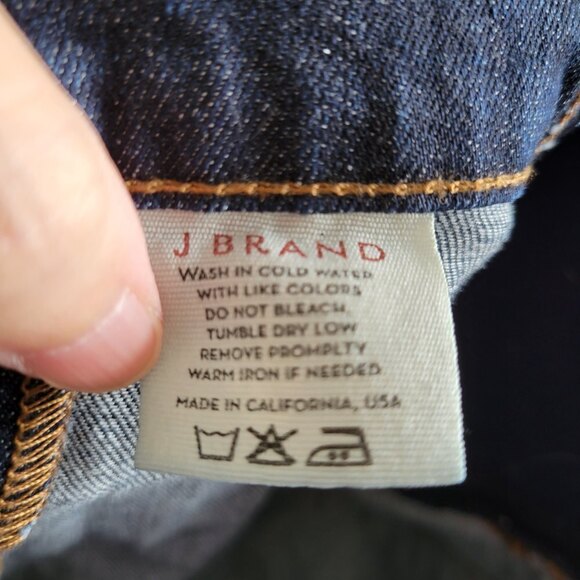 J BRAND
WASH IN COLD WATER
WITH LIKE COLORS
DO NOT BLEACH.
TUMBLE DRY LOW
REMOVE PROMPLTY
WARM IRON IF NEEDED
MADE IN CALIFORNIA, USA